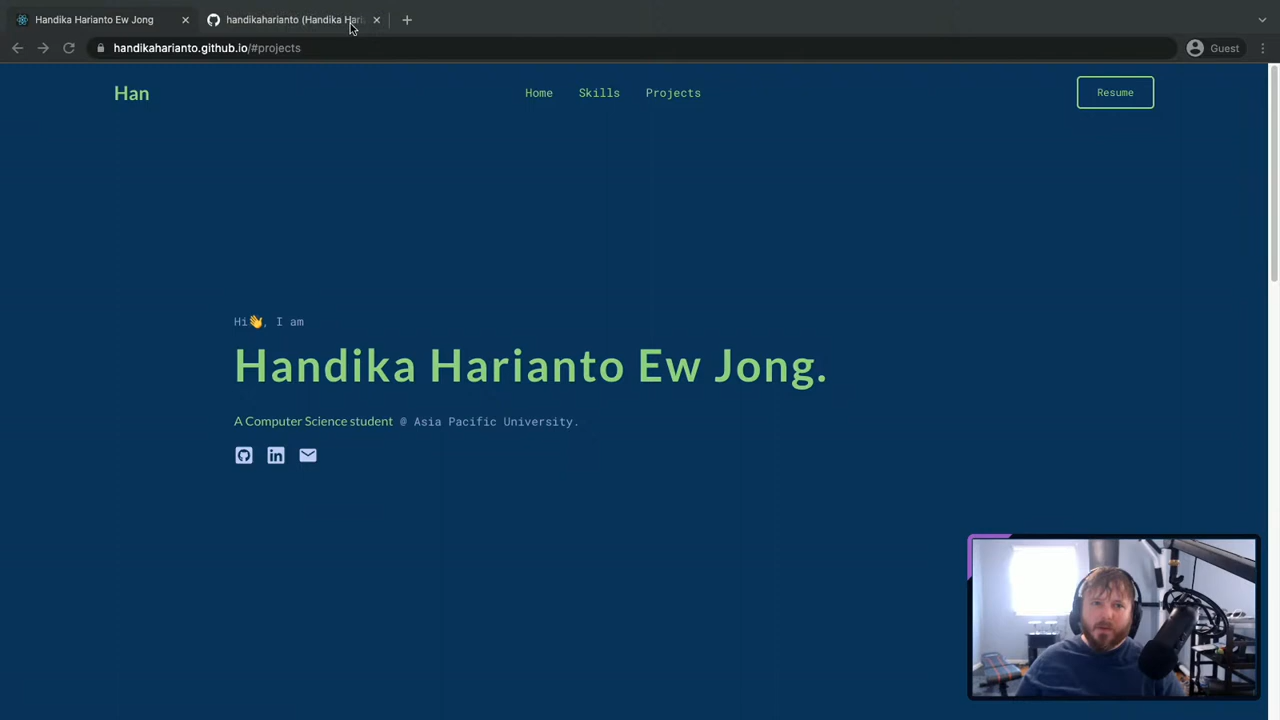 Handika Harianto Ew Jong
handikaharianto (Handika Hari
handikaharianto.github.io/#projects
Guest
Han
Home
Skills
Projects
Resume
Hi👋, I am
Handika Harianto Ew Jong.
A Computer Science student @ Asia Pacific University.